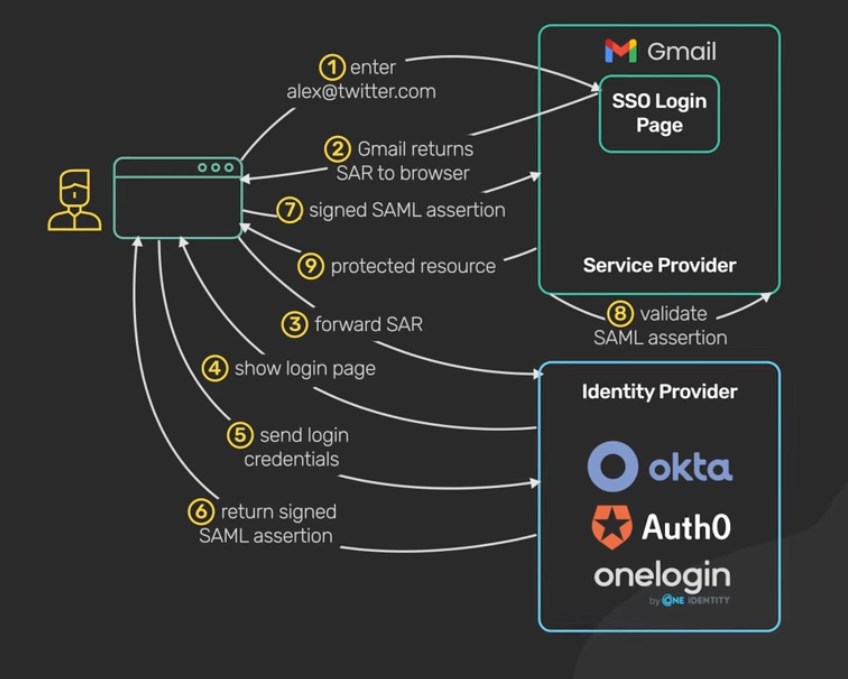 Gmail
SSO Login
Page
① enter
alex@twitter.com
② Gmail returns
SAR to browser
⑦ signed SAML assertion
⑨ protected resource
Service Provider
⑧ validate
SAML assertion
③ forward SAR
④ show login page
Identity Provider
⑤ send login
credentials
okta
⑥ return signed
SAML assertion
Auth0
onelogin
by ONE IDENTITY